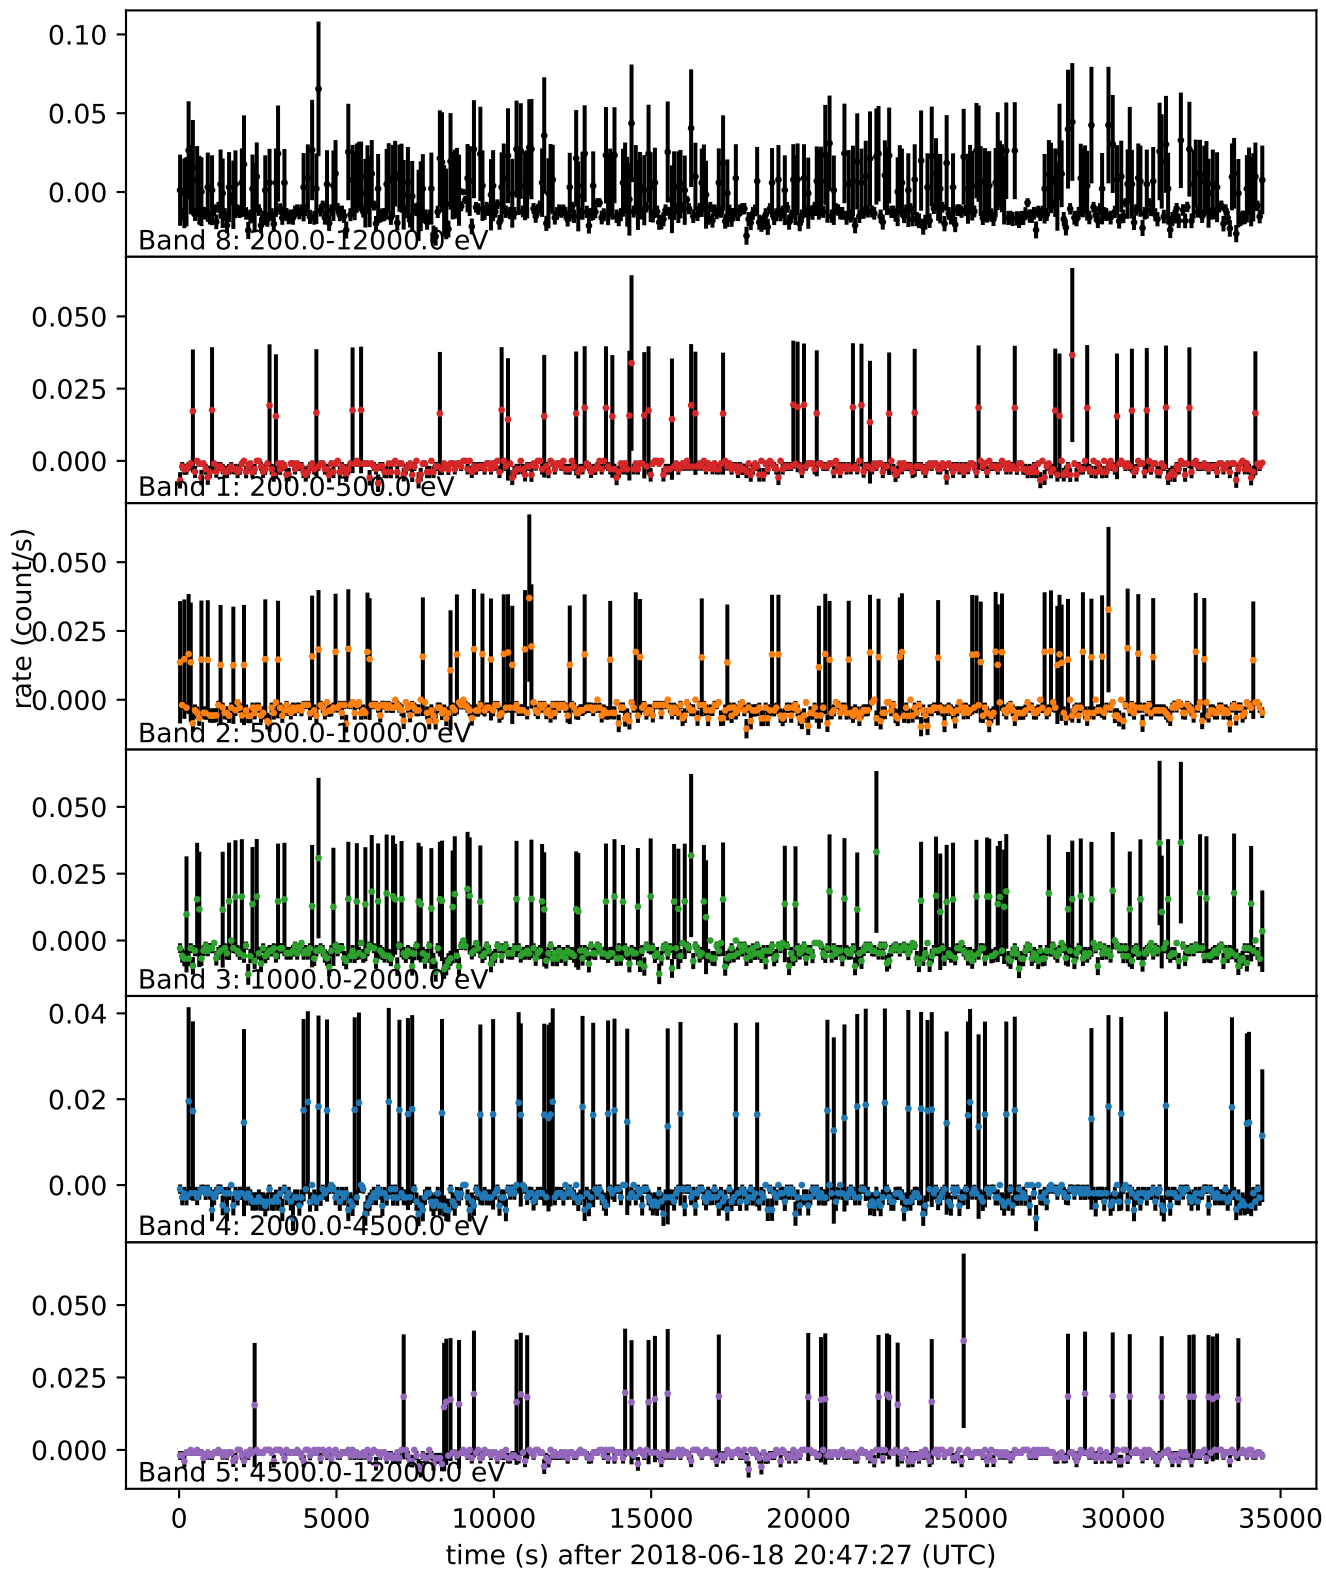 0.10
0.05
0.00
Band 8: 200.0-12000.0 eV
0.050
0.025
0.000
Band 1: 200.0-500.0 eV
rate (count/s)
0.050
0.025
0.000
Band 2: 500.0-1000.0 eV
0.050
0.025
0.000
Band 3: 1000.0-2000.0 eV
0.04
0.02
0.00
Band 4: 2000.0-4500.0 eV
0.050
0.025
0.000
Band 5: 4500.0-12000.0 eV
0 5000 10000 15000 20000 25000 30000 35000
time (s) after 2018-06-18 20:47:27 (UTC)